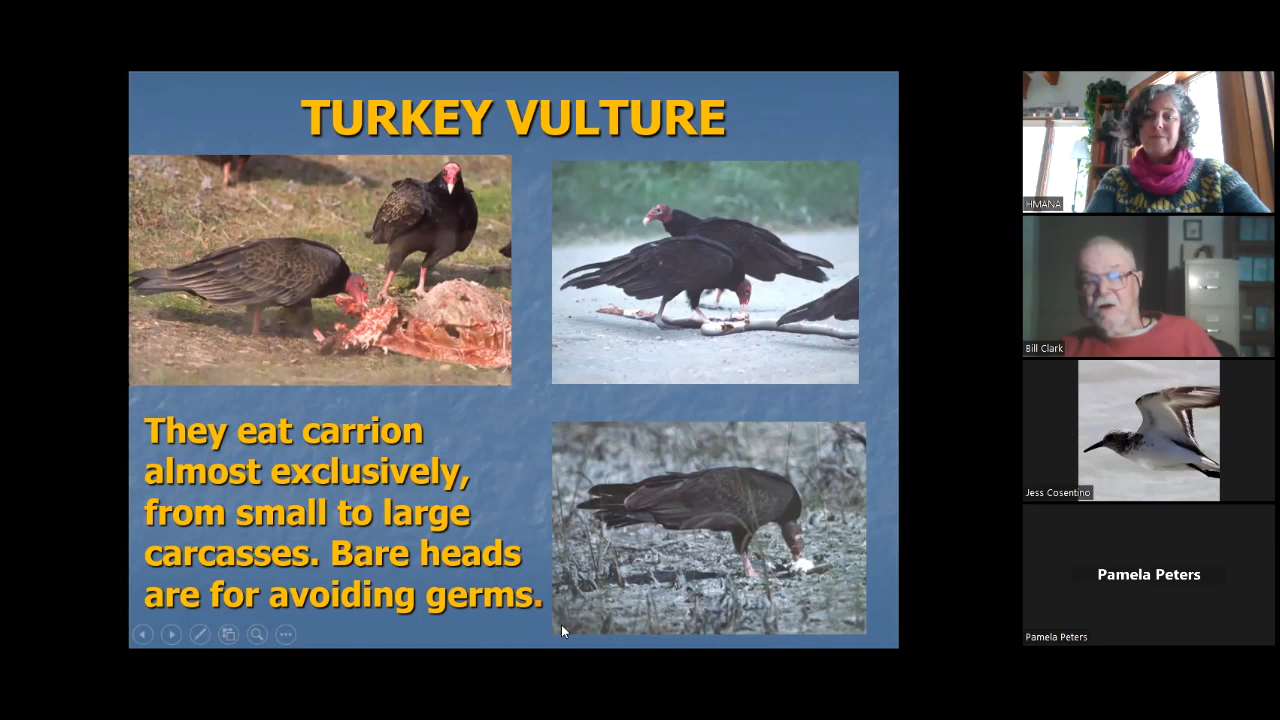 TURKEY VULTURE
They eat carrion
almost exclusively,
from small to large
carcasses. Bare heads
are for avoiding germs.
HMANA
Bill Clark
Jess Cosentino
Pamela Peters
Pamela Peters